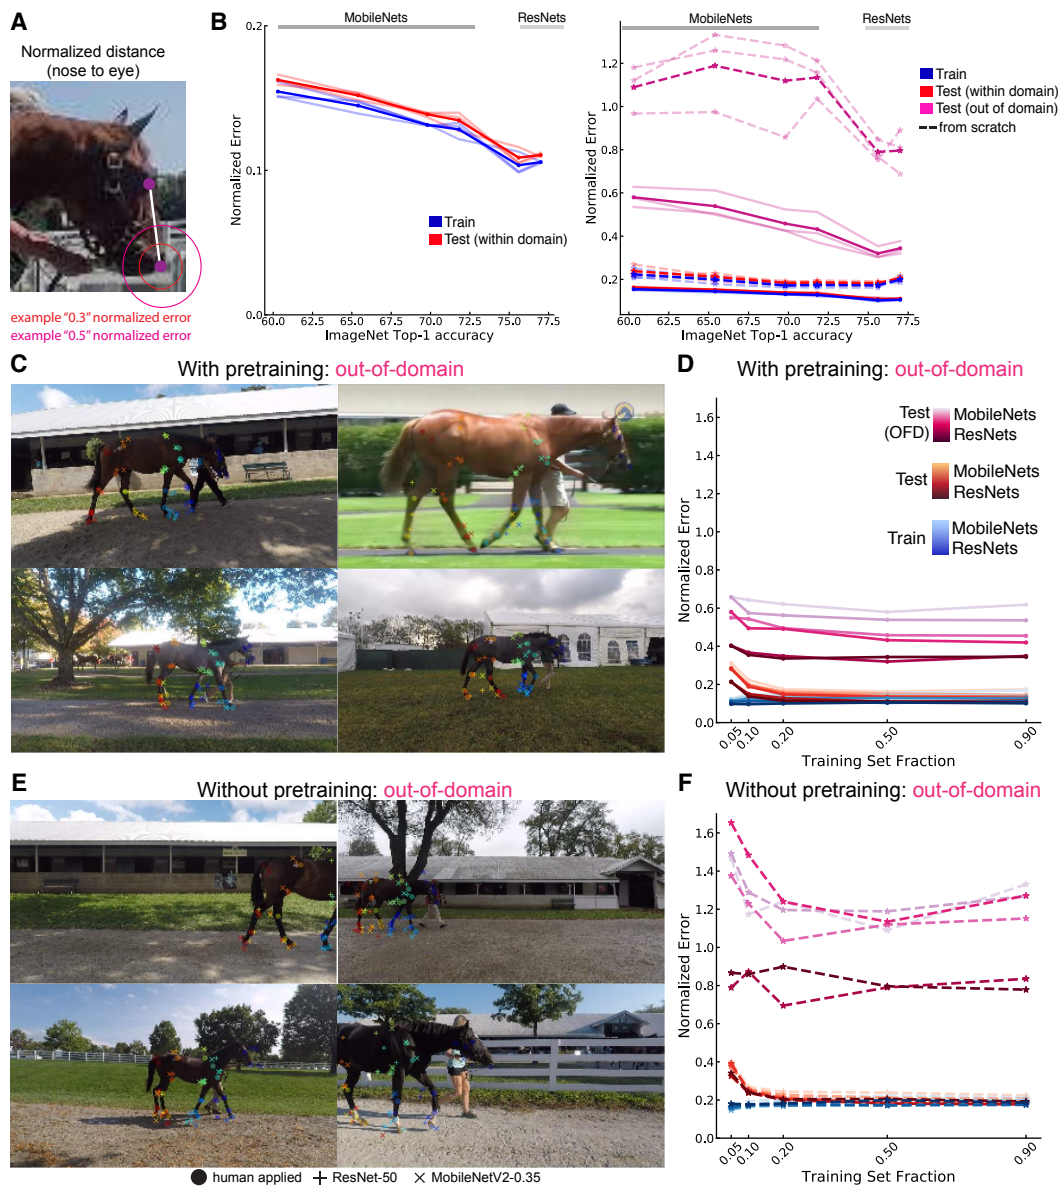 A
Normalized distance
(nose to eye)
example "0.3" normalized error
example "0.5" normalized error
B
MobileNets
ResNets
0.2
0.1
0.0
Normalized Error
Train
Test (within domain)
60.0 62.5 65.0 67.5 70.0 72.5 75.0 77.5
ImageNet Top-1 accuracy
MobileNets
ResNets
1.2
1.0
0.8
0.6
0.4
0.2
Normalized Error
60.0 62.5 65.0 67.5 70.0 72.5 75.0 77.5
ImageNet Top-1 accuracy
Train
Test (within domain)
Test (out of domain)
from scratch
C
With pretraining: out-of-domain
D
With pretraining: out-of-domain
1.6
1.4
1.2
1.0
0.8
0.6
0.4
0.2
0.0
Normalized Error
Test
(OFD)
MobileNets
ResNets
Test
MobileNets
ResNets
Train
MobileNets
ResNets
0.05 0.10 0.20 0.50 0.90
Training Set Fraction
E
Without pretraining: out-of-domain
human applied
ResNet-50
MobileNetV2-0.35
F
Without pretraining: out-of-domain
1.6
1.4
1.2
1.0
0.8
0.6
0.4
0.2
0.0
Normalized Error
0.05 0.10 0.20 0.50 0.90
Training Set Fraction